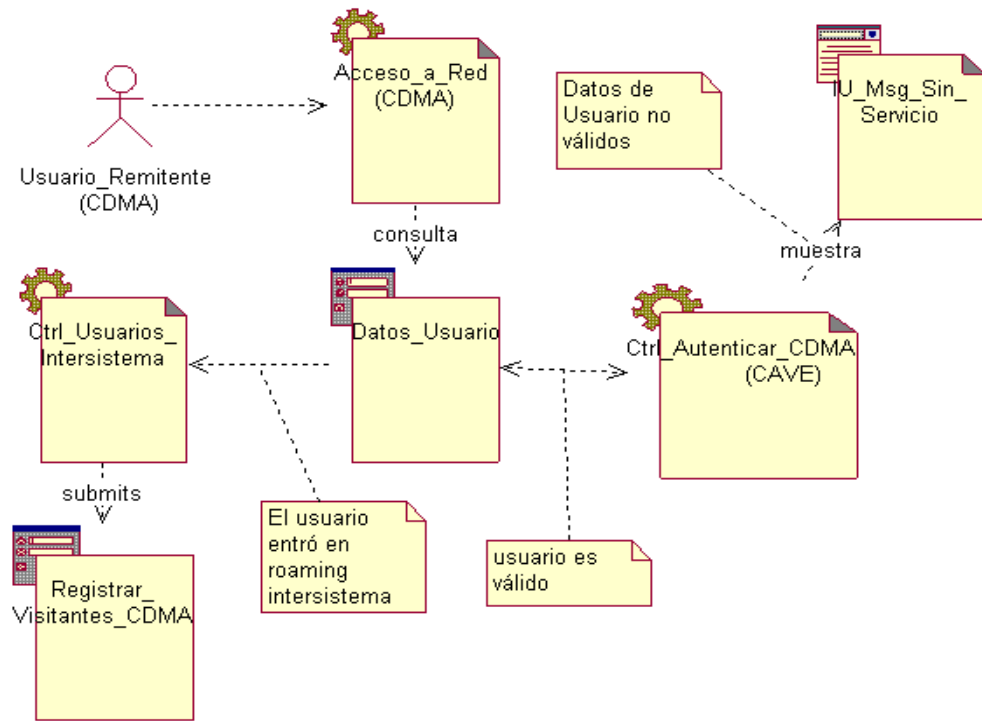 Acceso_a_Red
(CDMA)
Usuario_Remitente
(CDMA)
Datos de
Usuario no
válidos
IU_Msg_Sin_
Servicio
consulta
muestra
Ctrl_Usuarios_
Intersistema
Datos_Usuario
Ctrl_Autenticar_CDMA
(CAVE)
submits
El usuario
entró en
roaming
intersistema
usuario es
válido
Registrar_
Visitantes_CDMA